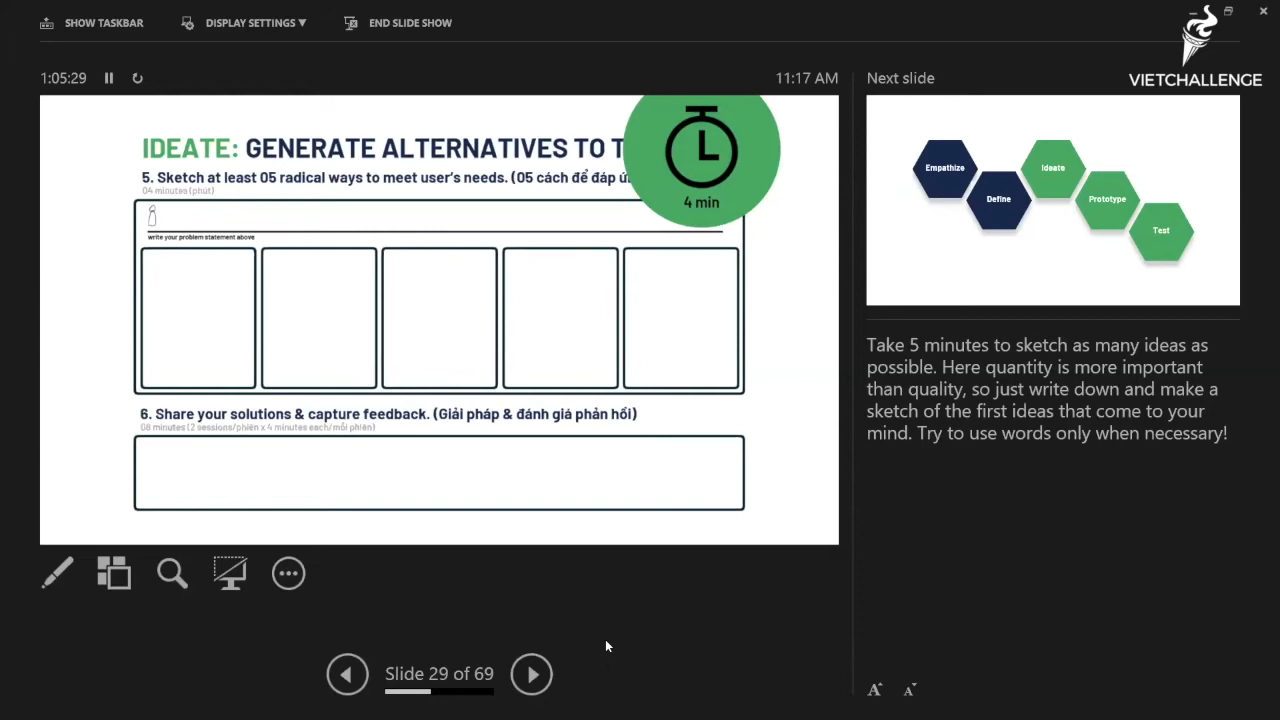 SHOW TASKBAR
DISPLAY SETTINGS ▼
END SLIDE SHOW
VIETCHALLENGE
1:05:29
11:17 AM
Next slide
IDEATE: GENERATE ALTERNATIVES TO T
5. Sketch at least 05 radical ways to meet user's needs. (05 cách để đáp
04 minutes (phút)
4 min
write your problem statement above
6. Share your solutions & capture feedback. (Giải pháp & đánh giá phản hồi)
08 minutes (2 sessions/phiên x 4 minutes each/mỗi phiên)
Empathize
Define
Ideate
Prototype
Test
Take 5 minutes to sketch as many ideas as
possible. Here quantity is more important
than quality, so just write down and make a
sketch of the first ideas that come to your
mind. Try to use words only when necessary!
Slide 29 of 69
A A